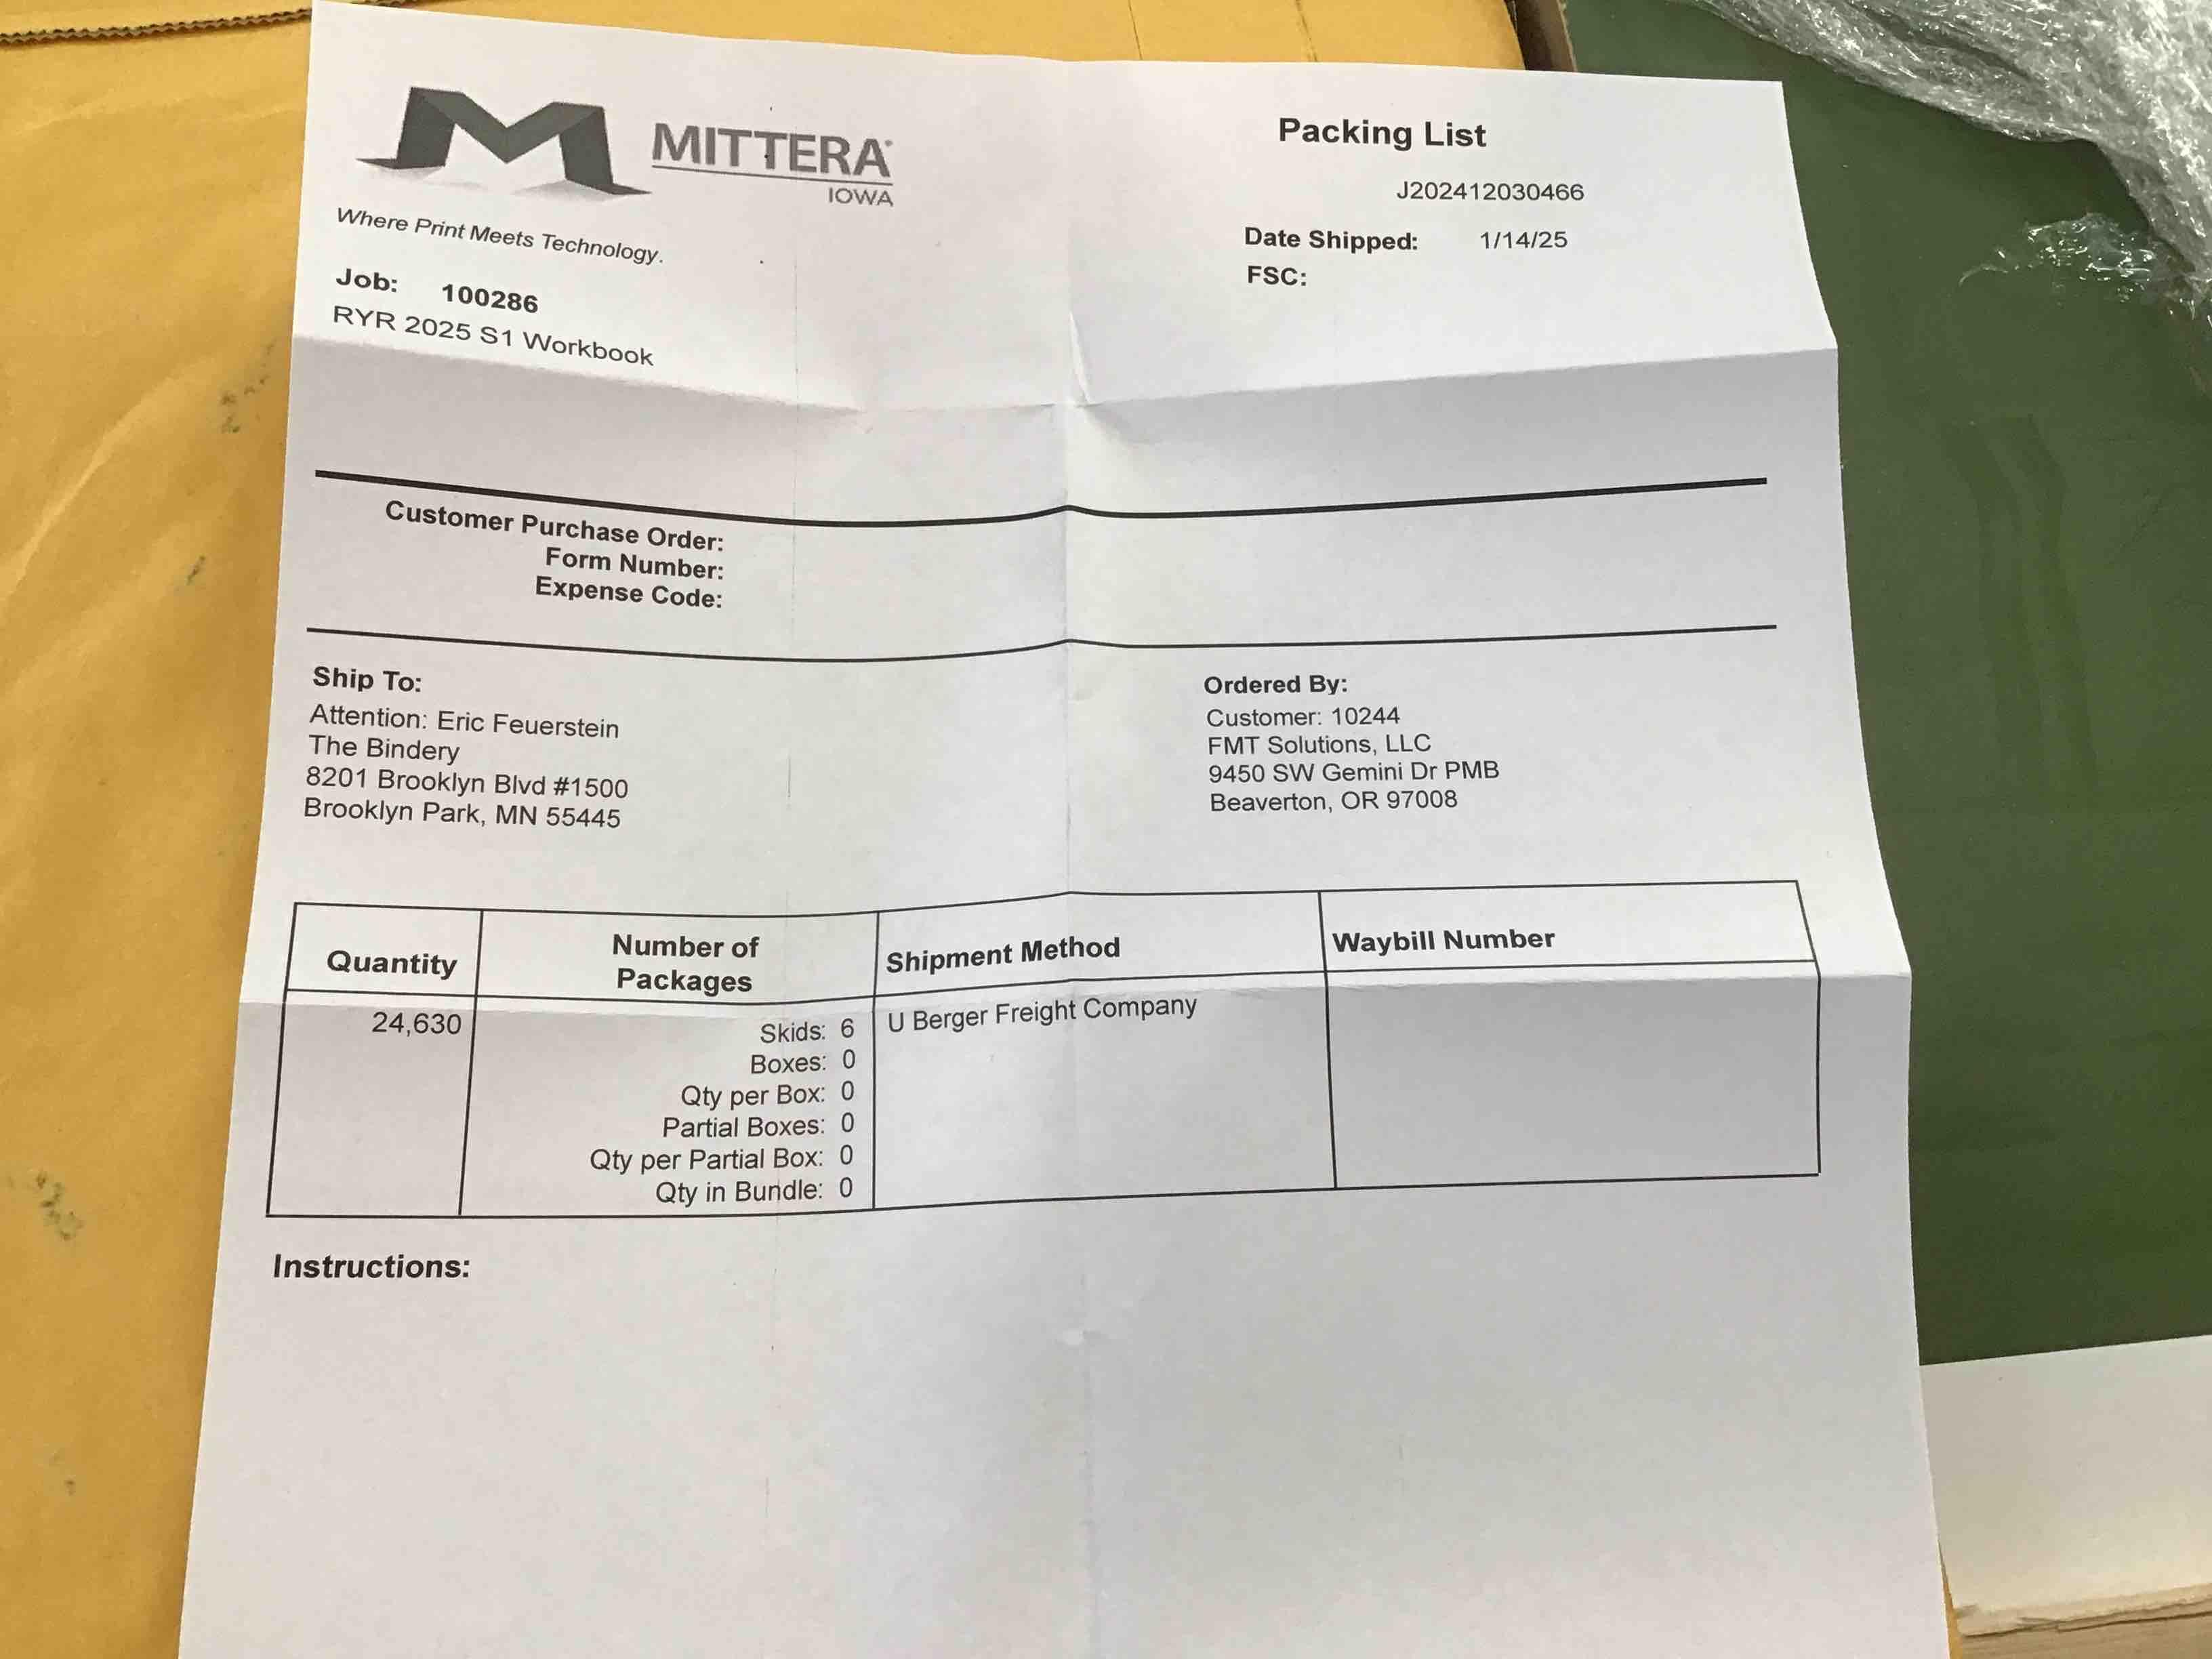 MITTERA
IOWA
Where Print Meets Technology.
Packing List
J202412030466
Date Shipped: 1/14/25
FSC:
Job: 100286
RYR 2025 S1 Workbook
Customer Purchase Order:
Form Number:
Expense Code:
Ship To:
Attention: Eric Feuerstein
The Bindery
8201 Brooklyn Blvd #1500
Brooklyn Park, MN 55445
Ordered By:
Customer: 10244
FMT Solutions, LLC
9450 SW Gemini Dr PMB
Beaverton, OR 97008
Quantity
Number of
Packages
Shipment Method
Waybill Number
24,630
Skids: 6
Boxes: 0
Qty per Box: 0
Partial Boxes: 0
Qty per Partial Box: 0
Qty in Bundle: 0
U Berger Freight Company
Instructions: